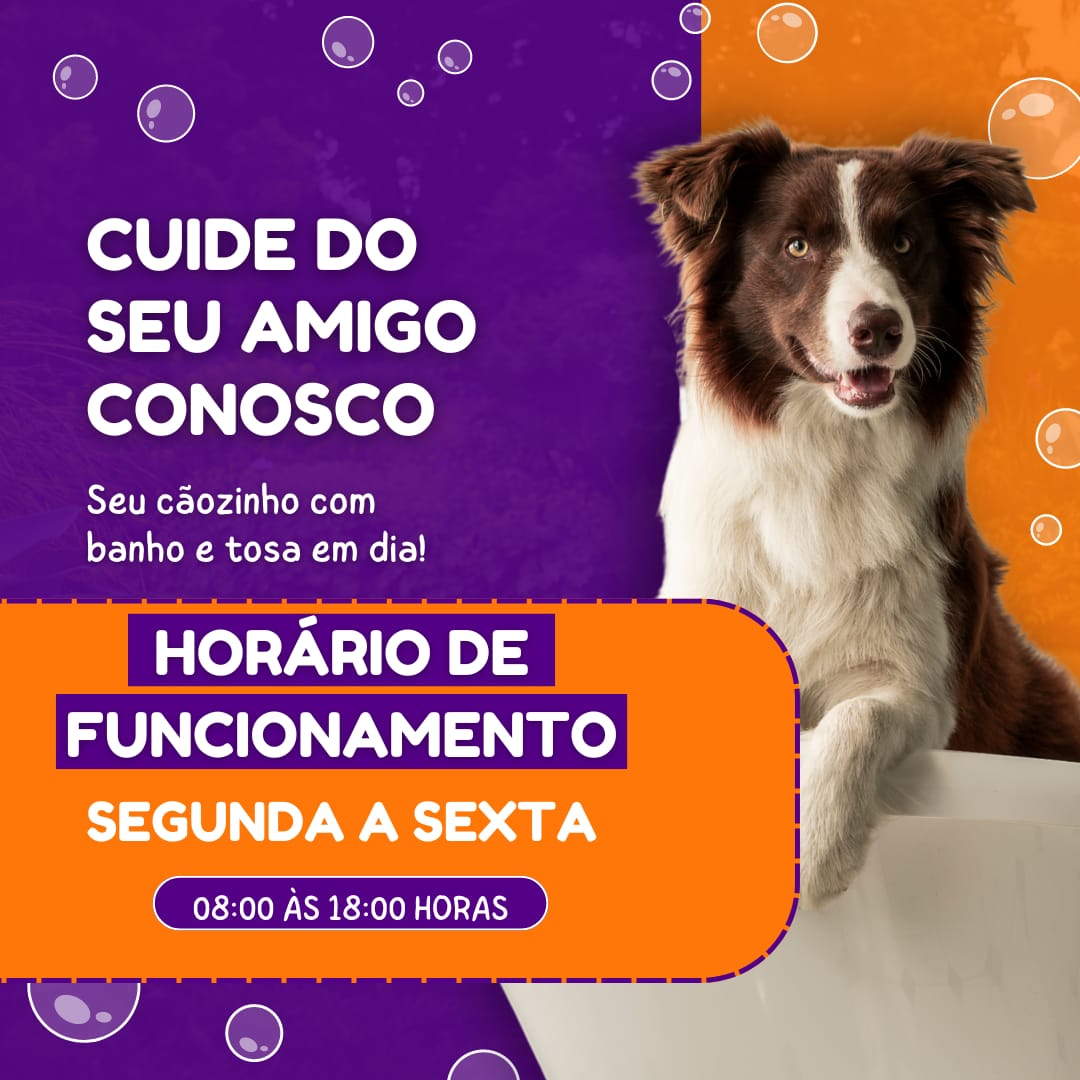 CUIDE DO
SEU AMIGO
CONOSCO
Seu cãozinho com
banho e tosa em dia!
HORÁRIO DE
FUNCIONAMENTO
SEGUNDA A SEXTA
08:00 ÀS 18:00 HORAS